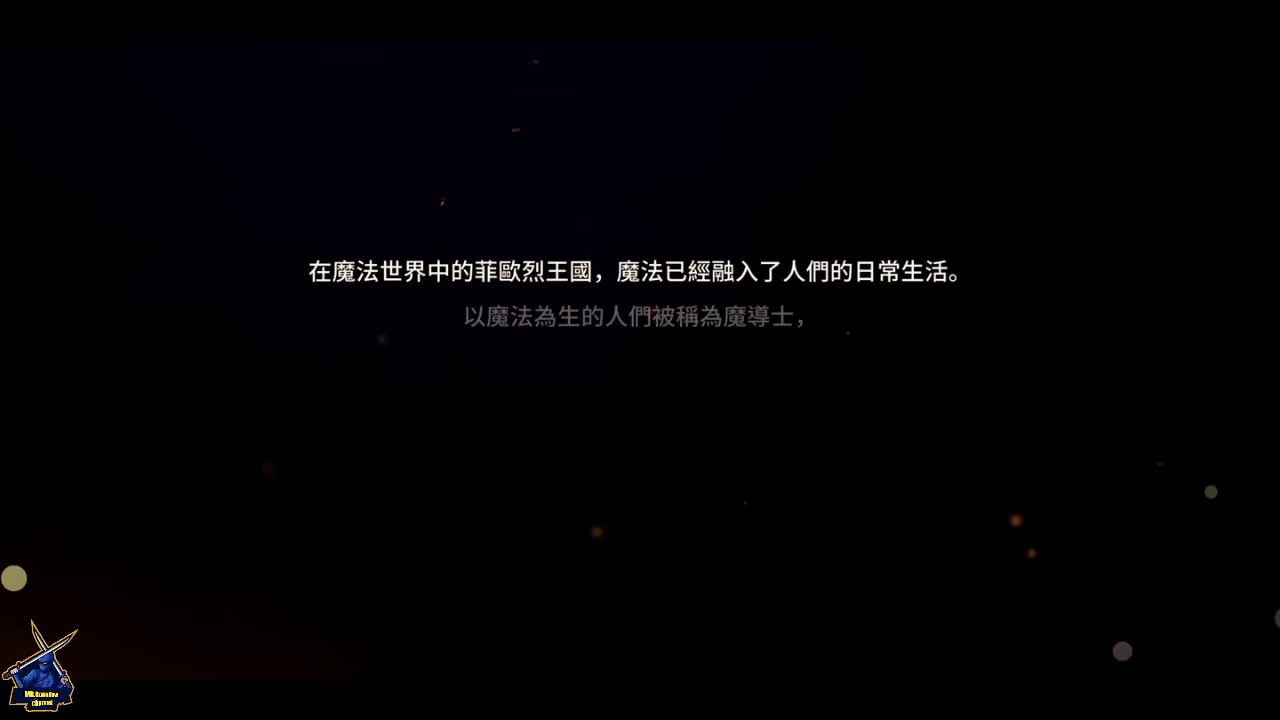 在魔法世界中的菲歐烈王國，魔法已經融入了人們的日常生活。
以魔法為生的人們被稱為魔導士，
channel